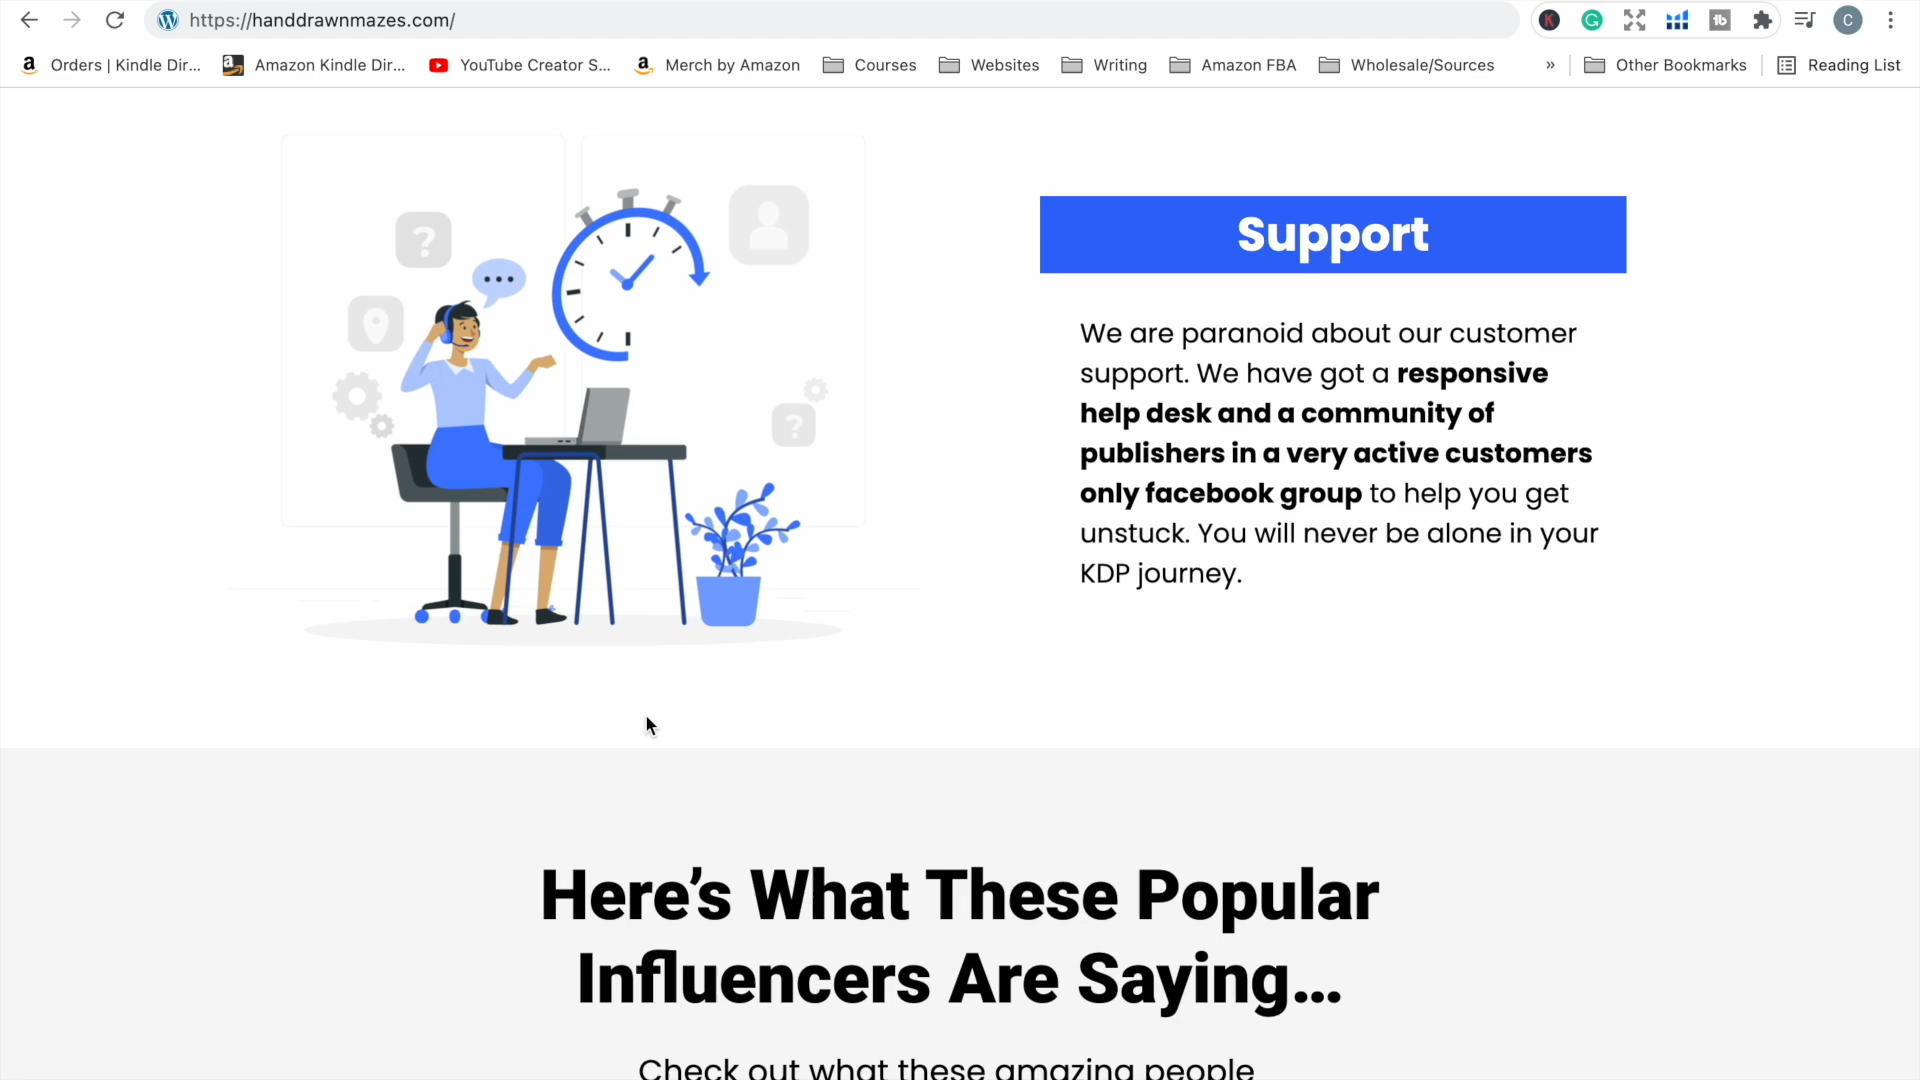 https://handdrawnmazes.com/
K G tb C
a Orders | Kindle Dir... a Amazon Kindle Dir... YouTube Creator S... a Merch by Amazon Courses Websites Writing Amazon FBA Wholesale/Sources » Other Bookmarks Reading List
Support
We are paranoid about our customer
support. We have got a responsive
help desk and a community of
publishers in a very active customers
only facebook group to help you get
unstuck. You will never be alone in your
KDP journey.
?
?
Here’s What These Popular
Influencers Are Saying...
Check out what these amazing people